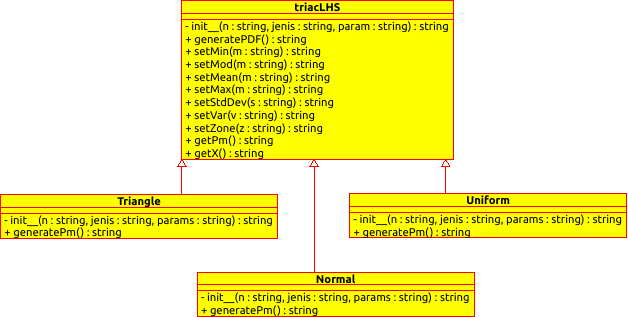 triacLHS
- init__(n : string, jenis : string, param : string) : string
+ generatePDF() : string
+ setMin(m : string) : string
+ setMod(m : string) : string
+ setMean(m : string) : string
+ setMax(m : string) : string
+ setStdDev(s : string) : string
+ setVar(v : string) : string
+ setZone(z : string) : string
+ getPm() : string
+ getX() : string
Triangle
- init__(n : string, jenis : string, params : string) : string
+ generatePm() : string
Uniform
- init__(n : string, jenis : string, params : string) : string
+ generatePm() : string
Normal
- init__(n : string, jenis : string, params : string) : string
+ generatePm() : string